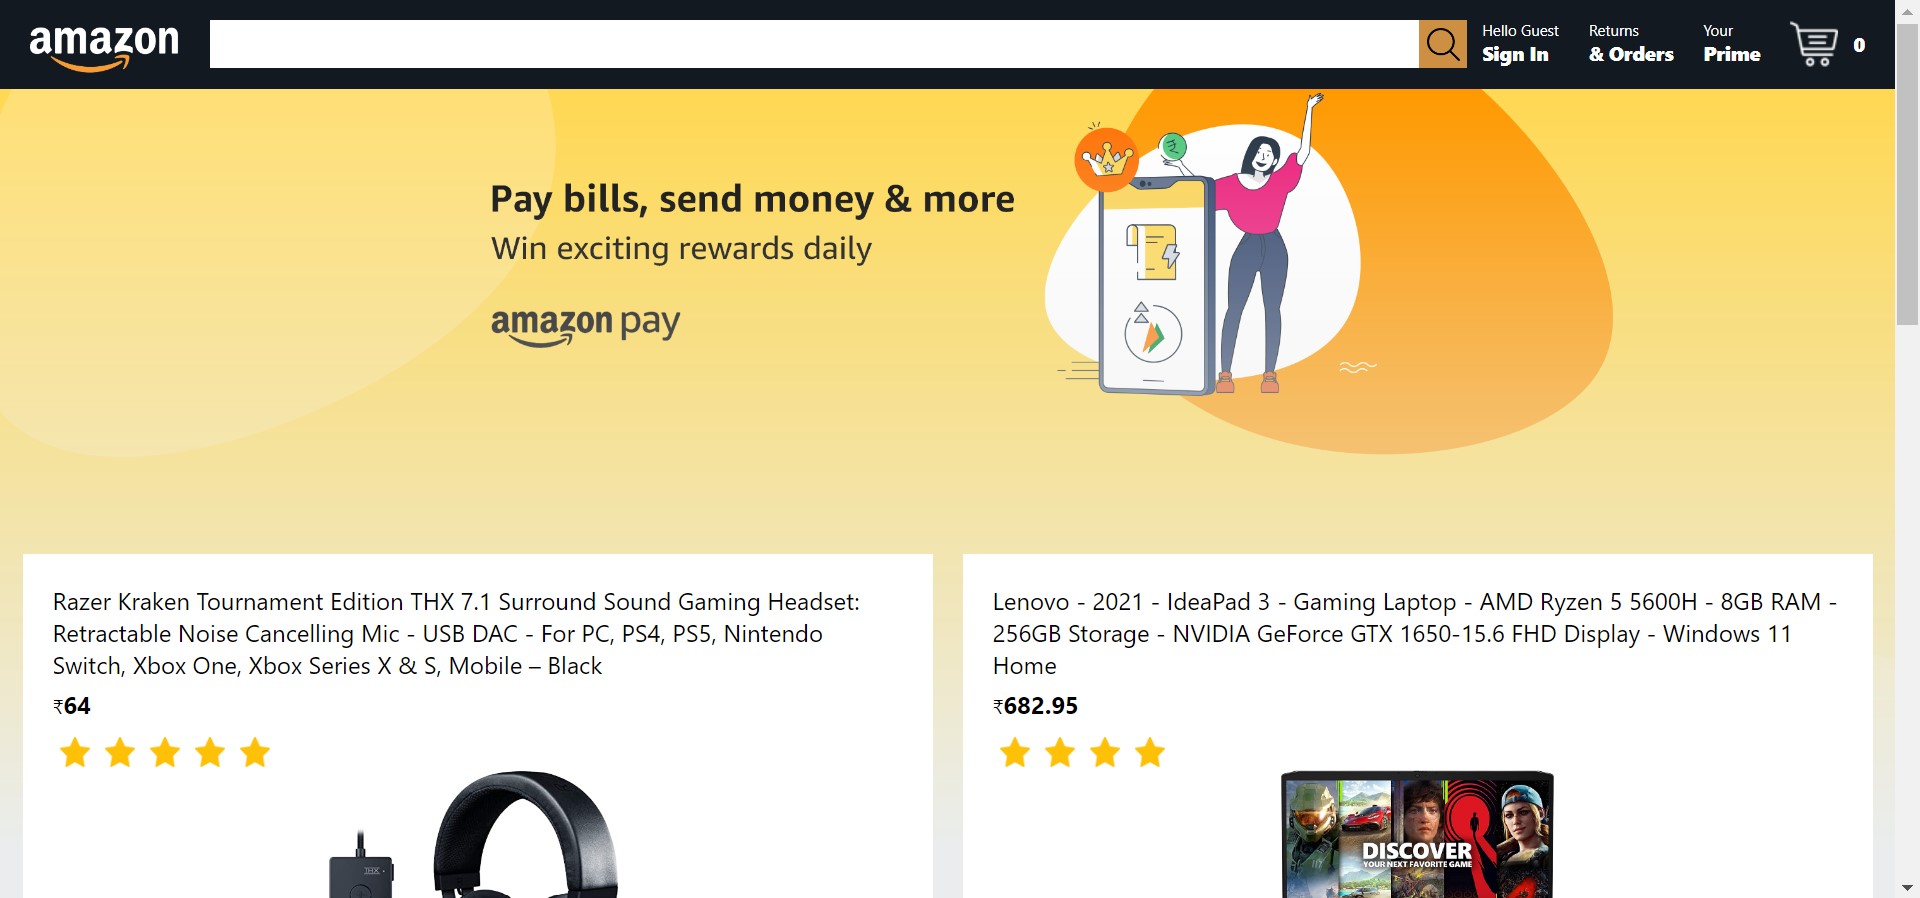 amazon
Hello Guest
Sign In
Returns
& Orders
Your
Prime
0
Pay bills, send money & more
Win exciting rewards daily
amazon pay
₹
Razer Kraken Tournament Edition THX 7.1 Surround Sound Gaming Headset:
Retractable Noise Cancelling Mic - USB DAC - For PC, PS4, PS5, Nintendo
Switch, Xbox One, Xbox Series X & S, Mobile – Black
₹64
THX
Lenovo - 2021 - IdeaPad 3 - Gaming Laptop - AMD Ryzen 5 5600H - 8GB RAM -
256GB Storage - NVIDIA GeForce GTX 1650-15.6 FHD Display - Windows 11
Home
₹682.95
DISCOVER
YOUR NEXT FAVORITE GAME